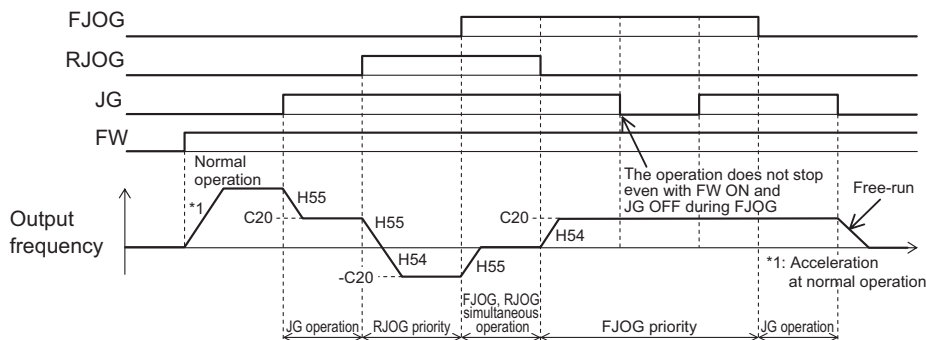 FJOG
RJOG
JG
FW
Normal
operation
*1
H55
C20
H55
H54
-C20
H55
C20
H54
The operation does not stop
even with FW ON and
JG OFF during FJOG
Free-run
Output
frequency
*1: Acceleration
at normal operation
JG operation
RJOG priority
FJOG, RJOG
simultaneous
operation
FJOG priority
JG operation